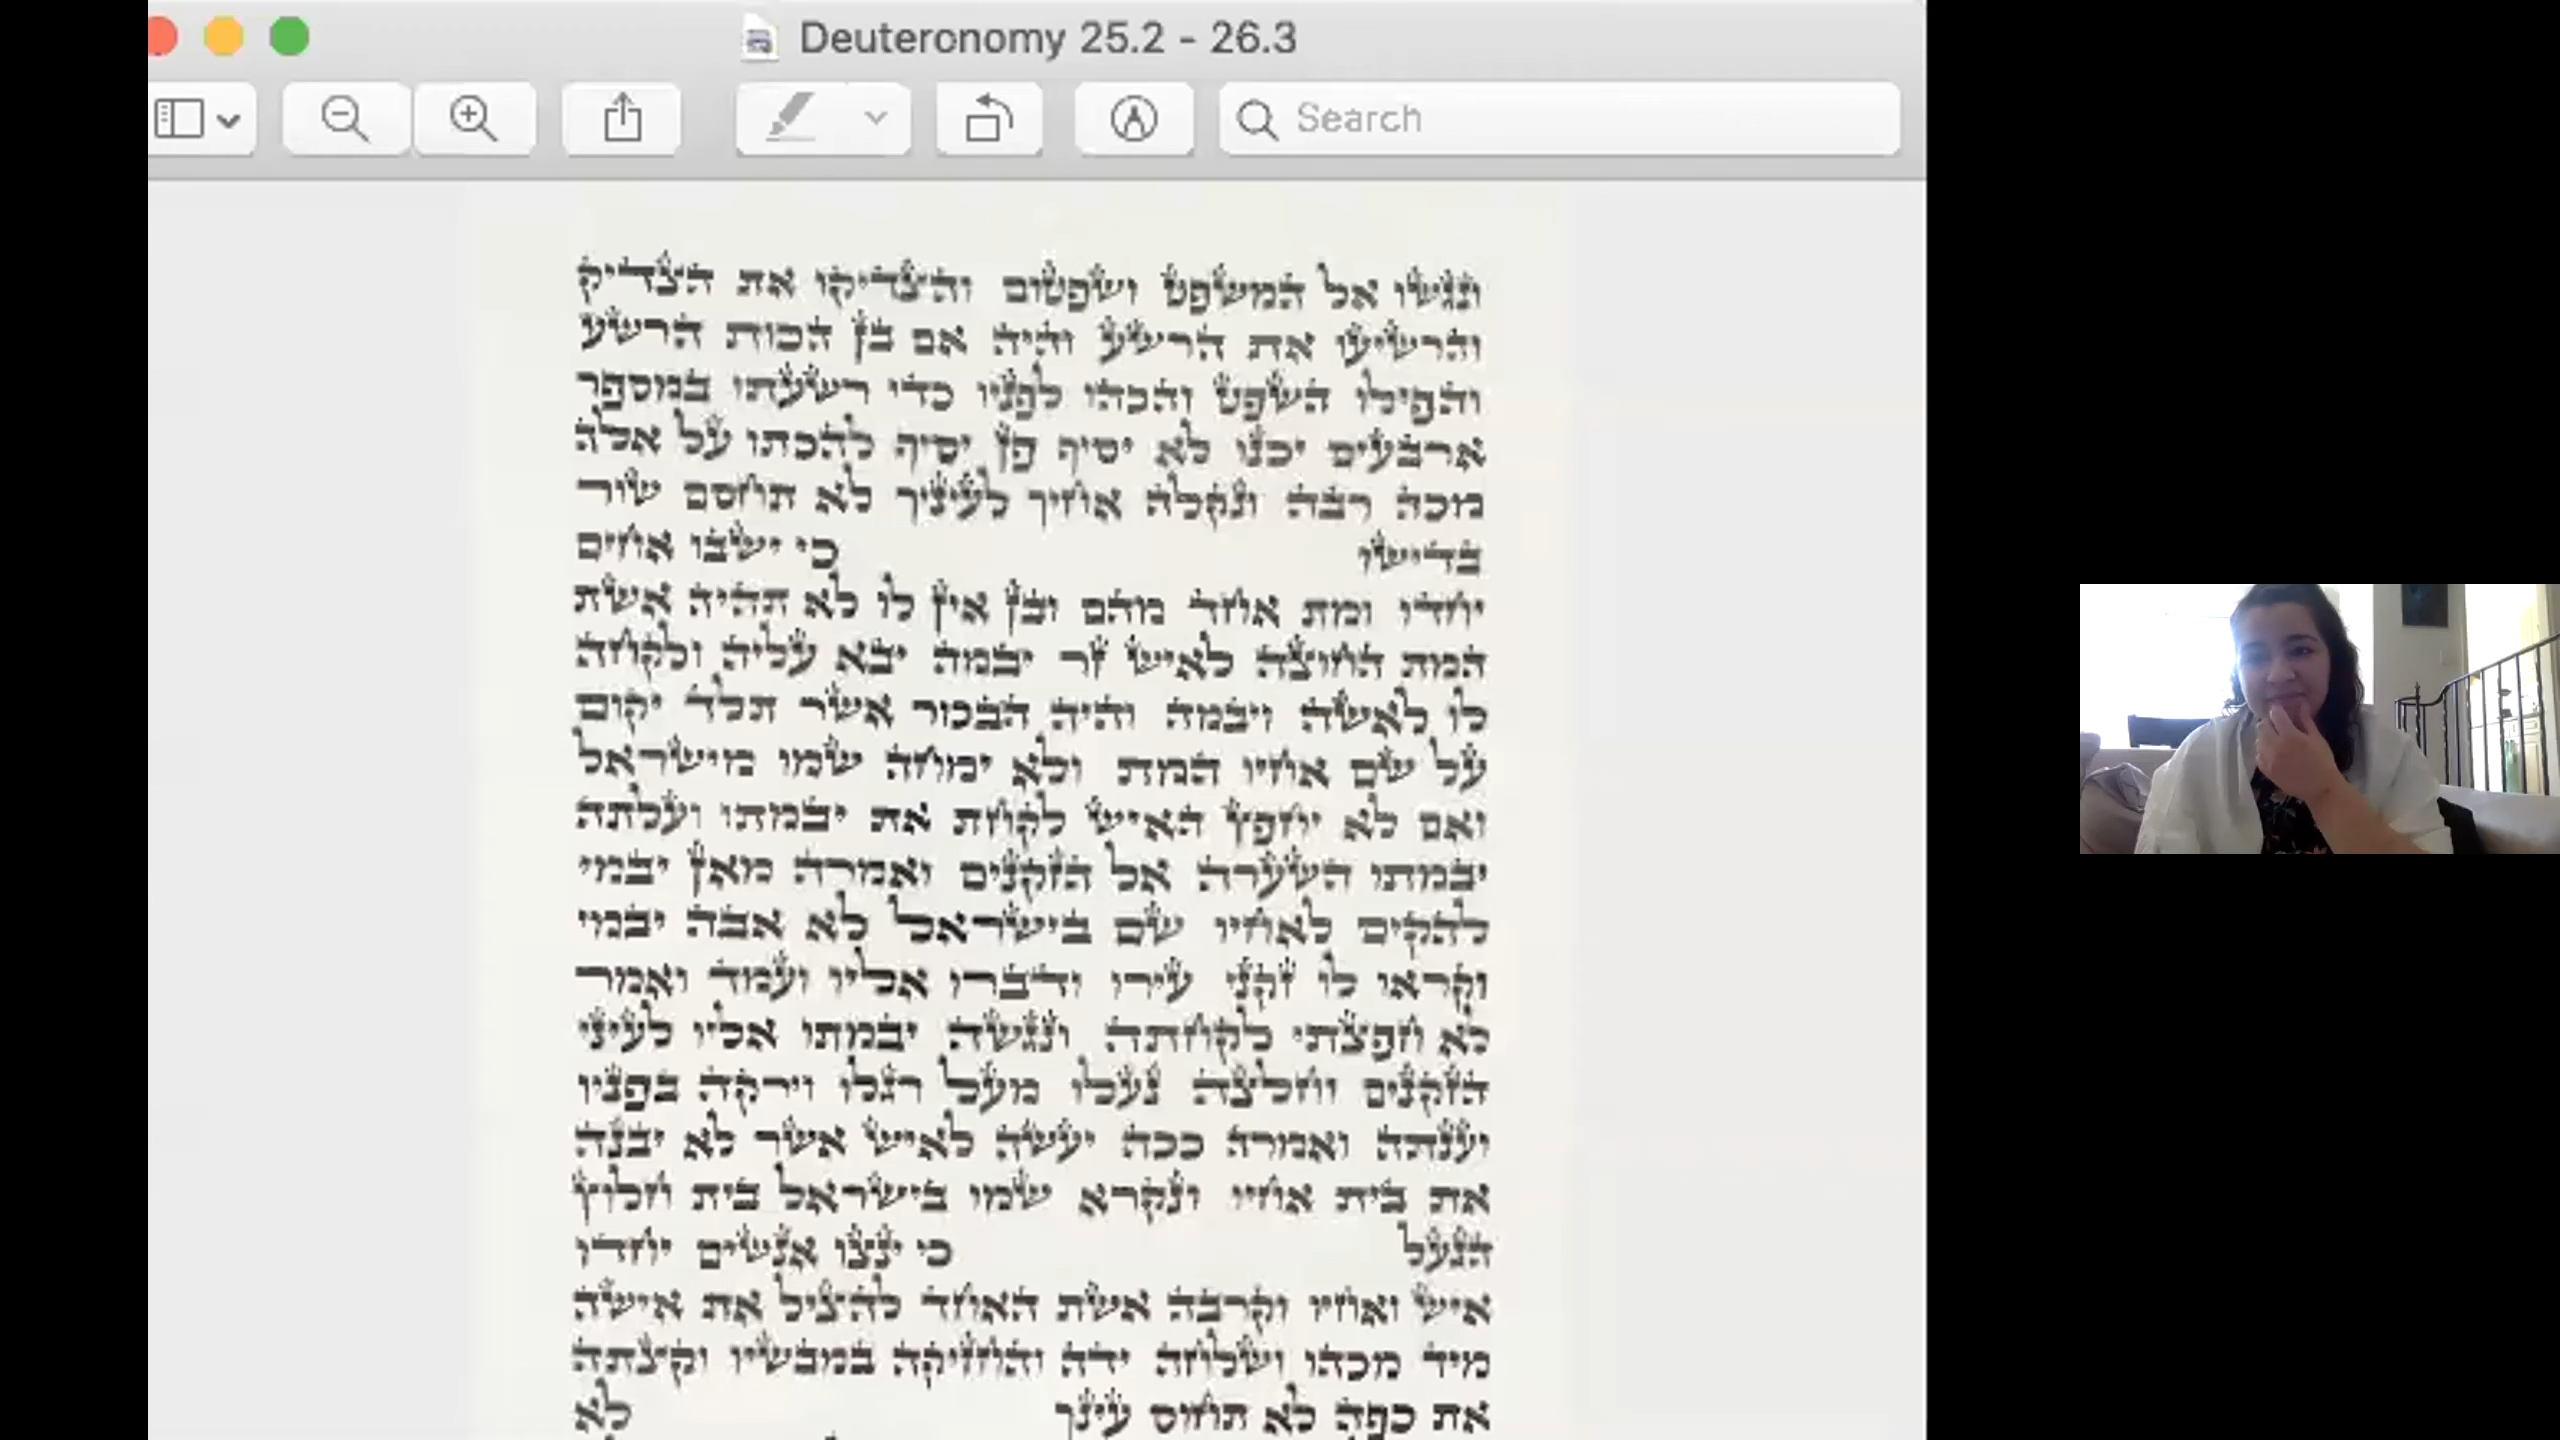 Deuteronomy 25.2 - 26.3
Search
ונגשו אל המשפט ושפטום והצדיקו את הצדיק
והרשיעו את הרשע והיה אם בן הכות הרשע
והפילו השפט והכהו לפניו כדי רשעתו במספר
ארבעים יכנו לא יסיף פן יסיף להכתו על אלה
מכה רבה ונקלה אחיך לעיניך לא תחסם שור
בדישו כי ישבו אחים
יחדו ומת אחד מהם ובן אין לו לא תהיה אשת
המת החוצה לאיש זר יבמה יבא עליה ולקחה
לו לאשה ויבמה והיה הבכור אשר תלד יקום
על שם אחיו המת ולא ימחה שמו מישראל
ואם לא יחפץ האיש לקחת את יבמתו ועלתה
יבמתו השערה אל הזקנים ואמרה מאן יבמי
להקים לאחיו שם בישראל לא אבה יבמי
וקראו לו זקני עירו ודברו אליו ועמד ואמר
לא חפצתי לקחתה ונגשה יבמתו אליו לעיני
הזקנים וחלצה נעלו מעל רגלו וירקה בפניו
וענתה ואמרה ככה יעשה לאיש אשר לא יבנה
את בית אחיו ונקרא שמו בישראל בית חלוץ
הנעל כי ינצו אנשים יחדו
איש ואחיו וקרבה אשת האחד להציל את אישה
מיד מכהו ושלחה ידה והחזיקה במבשיו וקצתה
את כפה לא תחוס עינך לא